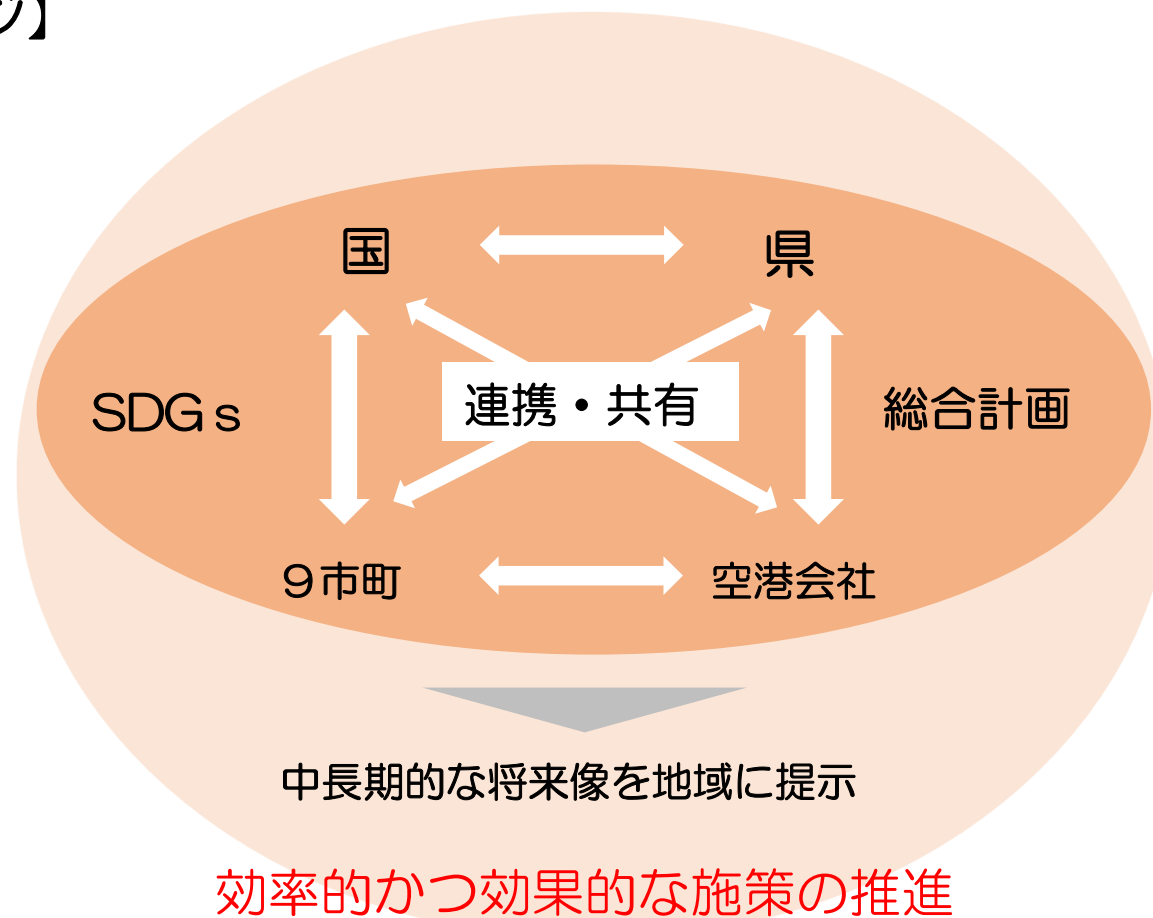 国 県
SDGs 連携・共有 総合計画
９市町 空港会社
中長期的な将来像を地域に提示
効率的かつ効果的な施策の推進